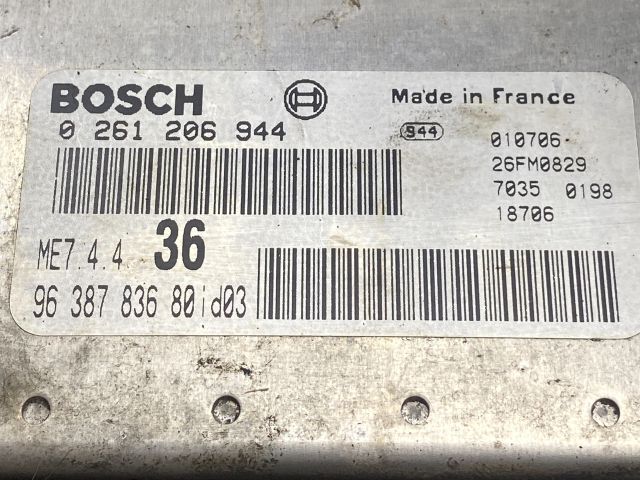 BOSCH
Made in France
0 261 206 944
S44
010706
26FM0829
7035 0198
18706
ME7.4.4 36
96 387 836 80id03